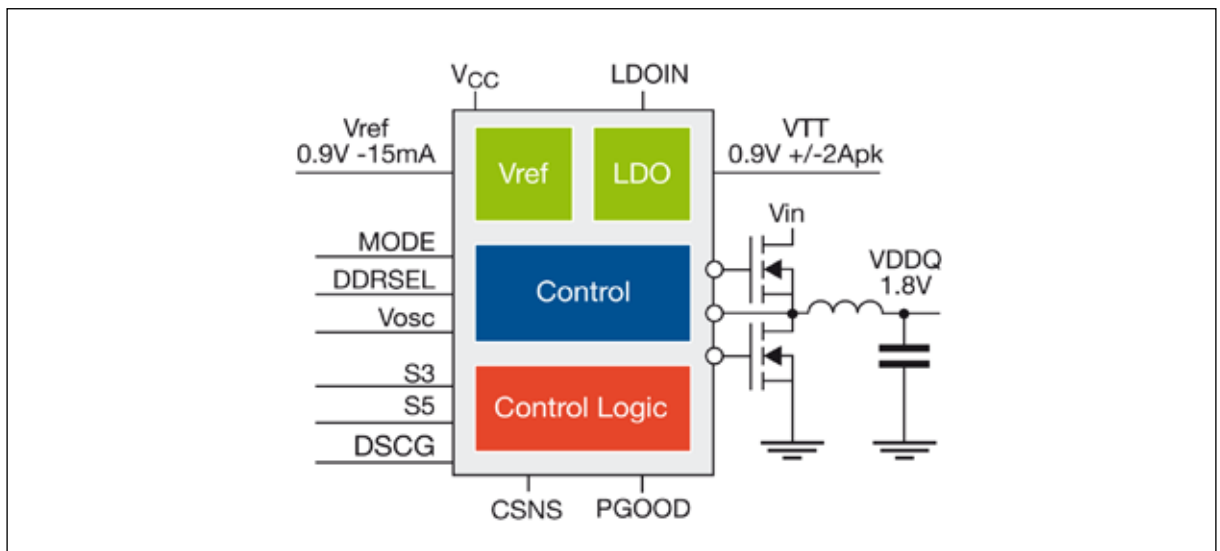 VCC
LDOIN
Vref
0.9V -15mA
VTT
0.9V +/-2Apk
Vref
LDO
Vin
MODE
DDRSEL
Vosc
Control
VDDQ
1.8V
S3
S5
DSCG
Control Logic
CSNS
PGOOD